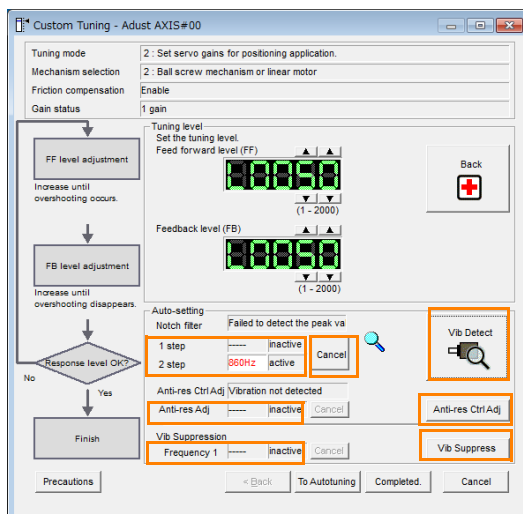 Custom Tuning - Adust AXIS#00
Tuning mode 2 : Set servo gains for positioning application.
Mechanism selection 2 : Ball screw mechanism or linear motor
Friction compensation Enable
Gain status 1 gain
FF level adjustment
Increase until
overshooting occurs.
FB level adjustment
Increase until
overshooting disappears.
Response level OK?
No
Yes
Finish
Tuning level
Set the tuning level.
Feed forward level (FF)
L0050
(1 - 2000)
Feedback level (FB)
L0050
(1 - 2000)
Back
Auto-setting
Notch filter Failed to detect the peak va
1 step ----- inactive
2 step 860Hz active
Cancel
Vib Detect
Anti-res Ctrl Adj Vibration not detected
Anti-res Adj ----- inactive Cancel
Anti-res Ctrl Adj
Vib Suppression
Frequency 1 ----- inactive Cancel
Vib Suppress
Precautions < Back To Autotuning Completed. Cancel